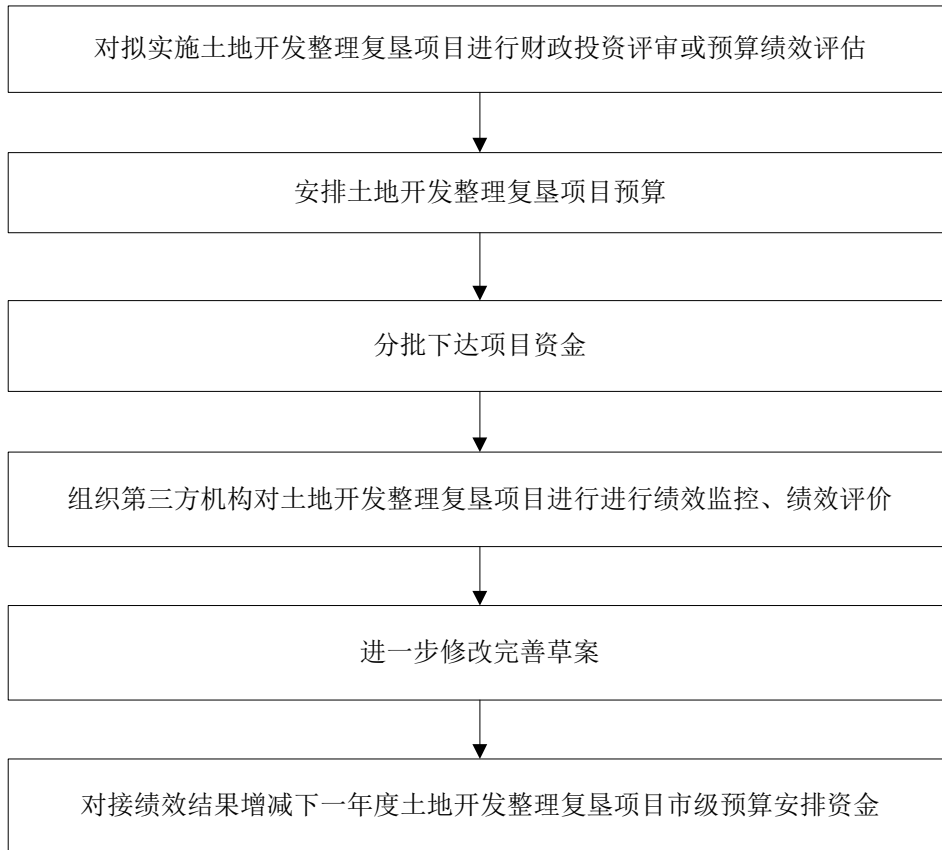 对拟实施土地开发整理复垦项目进行财政投资评审或预算绩效评估
安排土地开发整理复垦项目预算
分批下达项目资金
组织第三方机构对土地开发整理复垦项目进行进行绩效监控、绩效评价
进一步修改完善草案
对接绩效结果增减下一年度土地开发整理复垦项目市级预算安排资金